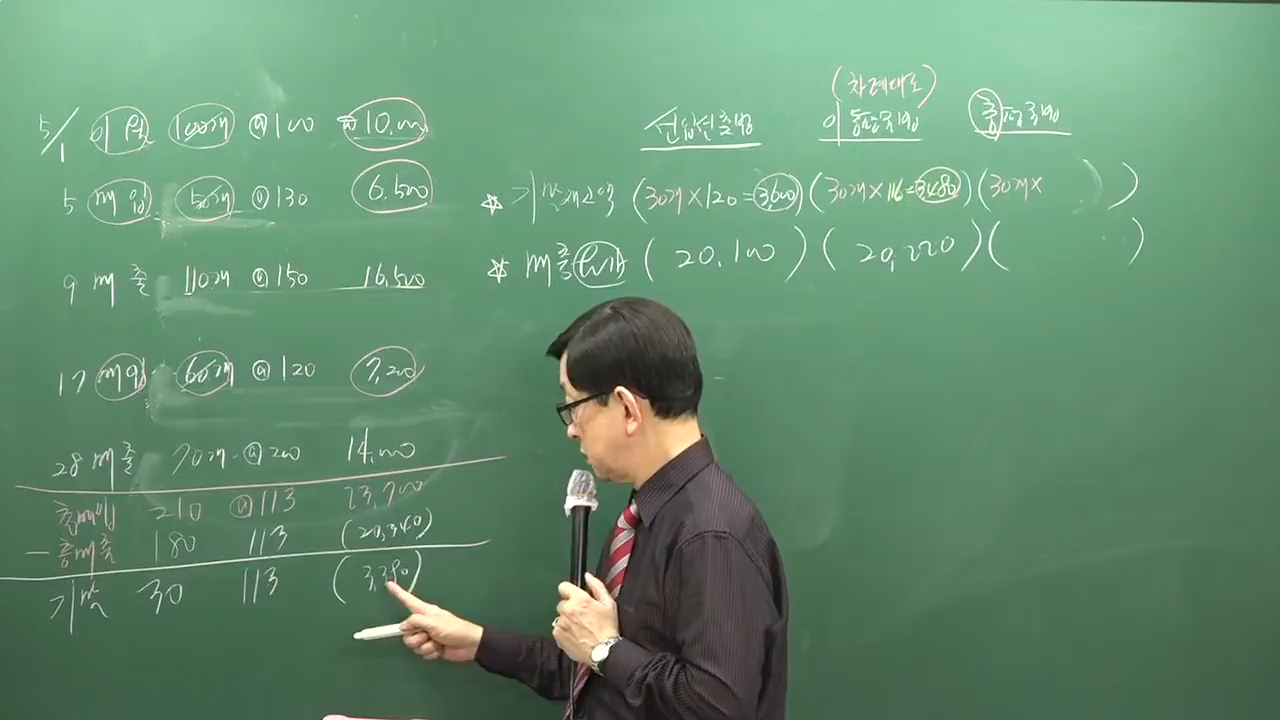 5/1 이월 100개 @100 ₩10,000
5 매입 50개 @130 6,500
9 매출 110개 @150 16,500
17 매입 60개 @120 7,200
28 매출 70개 @200 14,000
총매입 210 @113 23,700
- 총매출 180 113 (20,340)
기말 30 113 (3,390)
(차례대로)
선입선출법 이동평균법 총평균법
☆ 기말재고액 (30개×120=3,600) (30개×116=3,480) (30개× )
☆ 매출원가 (20,100) (20,220) ( )